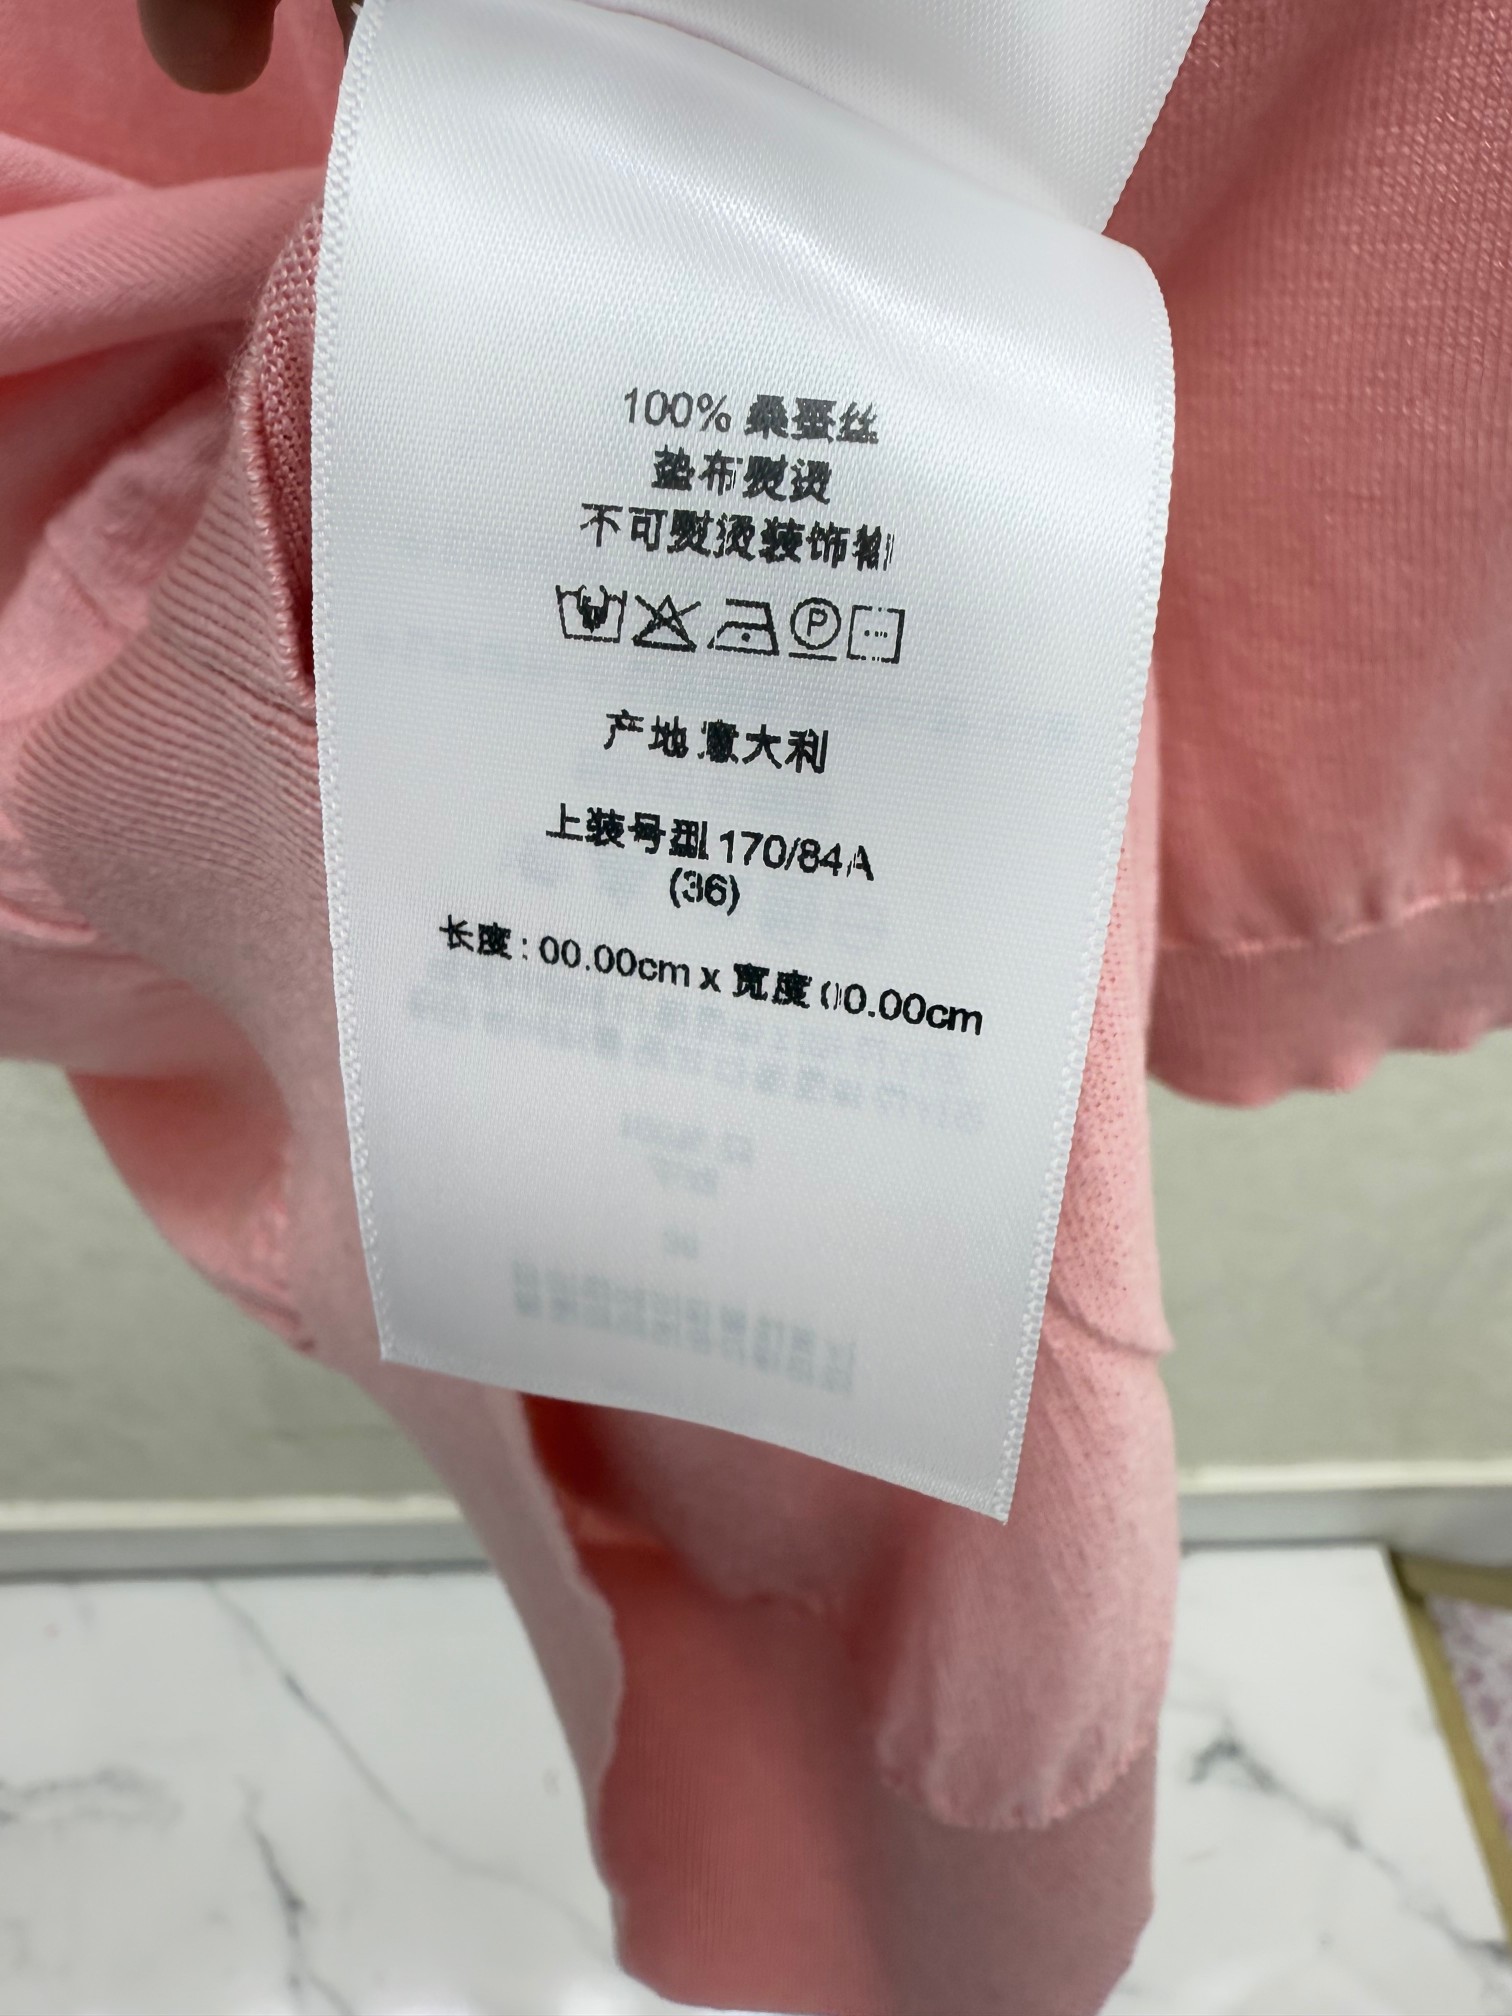 100% 桑蚕丝
垫布熨烫
不可熨烫装饰物
P
产地 意大利
上装号型 170/84A
(36)
长度 : 00.00cm x 宽度 00.00cm